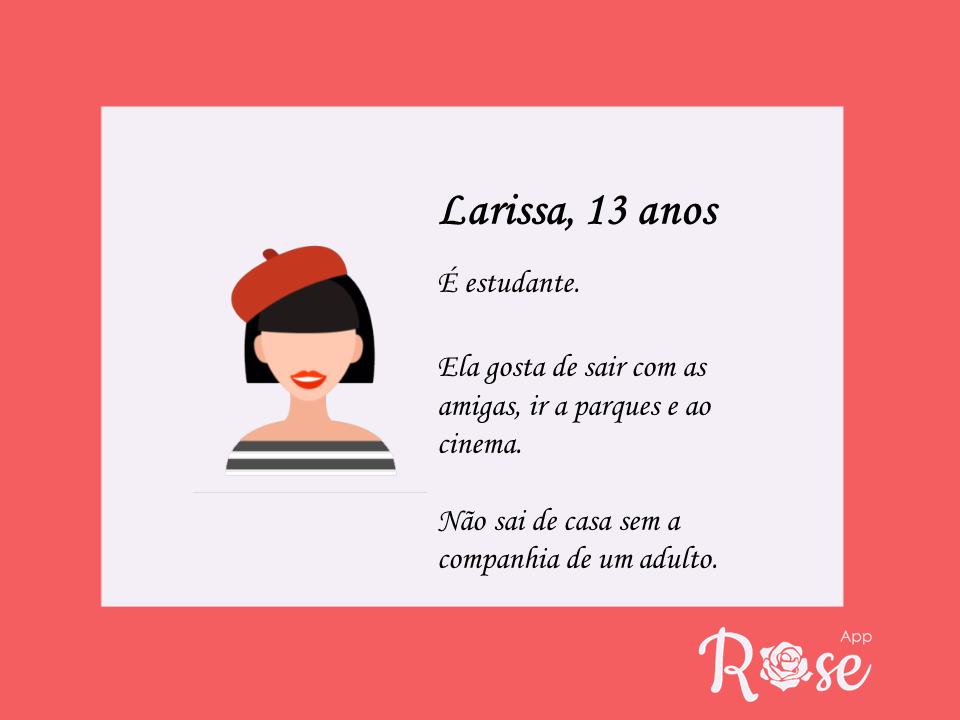 Larissa, 13 anos
É estudante.
Ela gosta de sair com as
amigas, ir a parques e ao
cinema.
Não sai de casa sem a
companhia de um adulto.
App
Rose